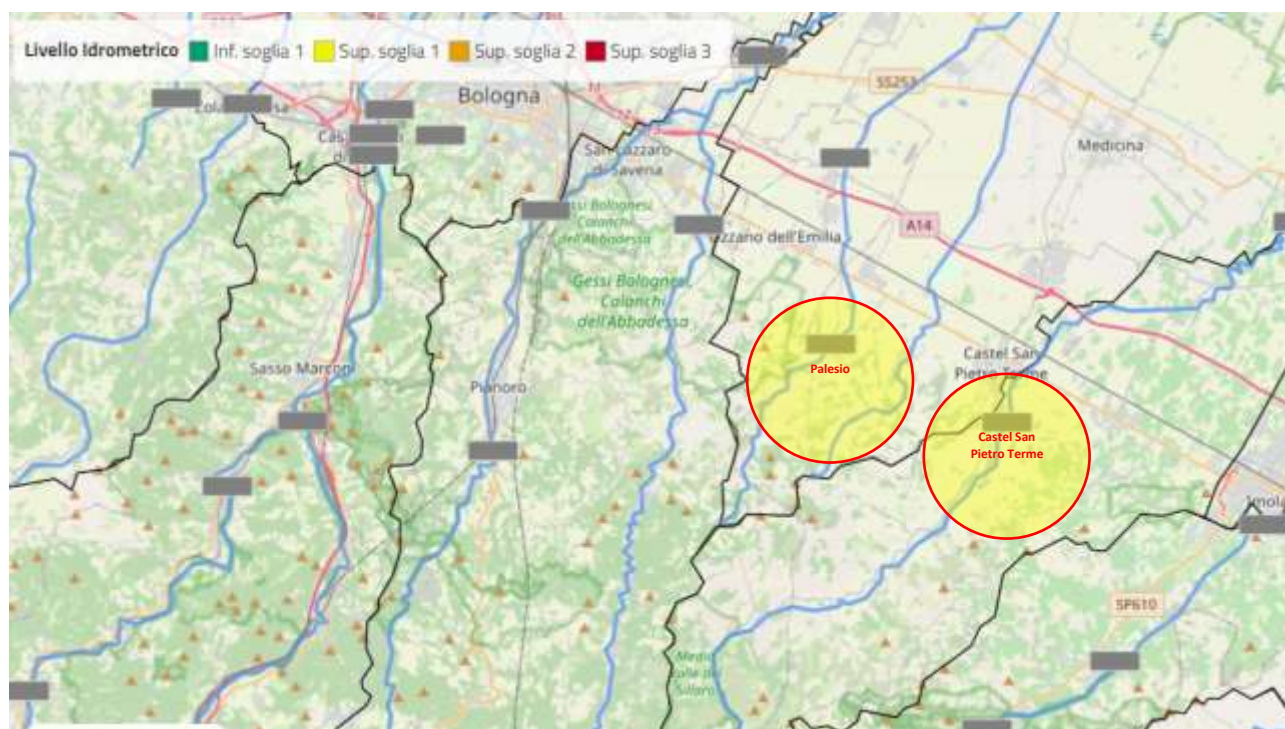 Livello Idrometrico
Inf. soglia 1
Sup. soglia 1
Sup. soglia 2
Sup. soglia 3
Bologna
SS253
Medicina
San Lazzaro
di Savena
A14
Gessi Bolognesi,
Calanchi
dell'Abbadessa
zzano dell'Emilia
Gessi Bolognesi,
Calanchi
dell'Abbadessa
Sasso Marconi
Pianoro
Palesio
Castel San
Pietro Terme
Castel San
Pietro Terme
Imola
SP610
Sillaro